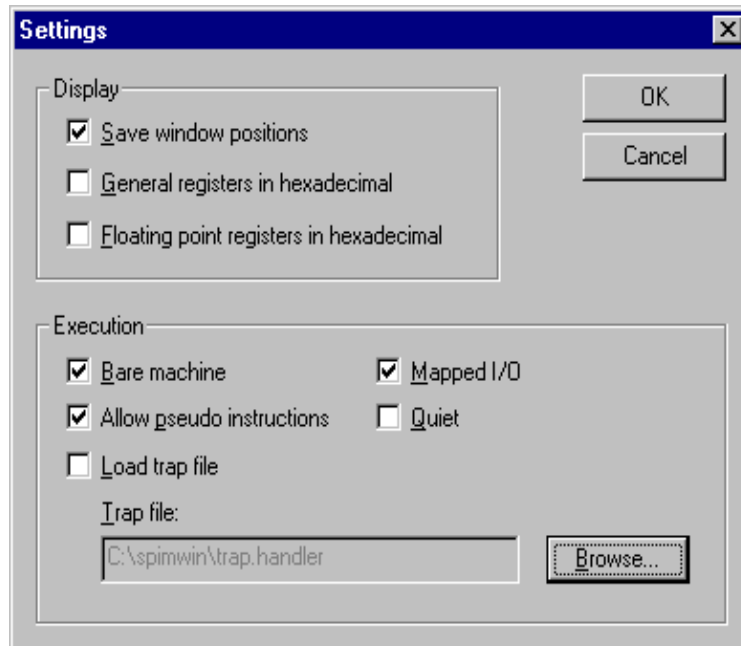 Settings
Display
Save window positions
General registers in hexadecimal
Floating point registers in hexadecimal
OK
Cancel
Execution
Bare machine
Mapped I/O
Allow pseudo instructions
Quiet
Load trap file
Trap file:
C:\spimwin\trap.handler
Browse...